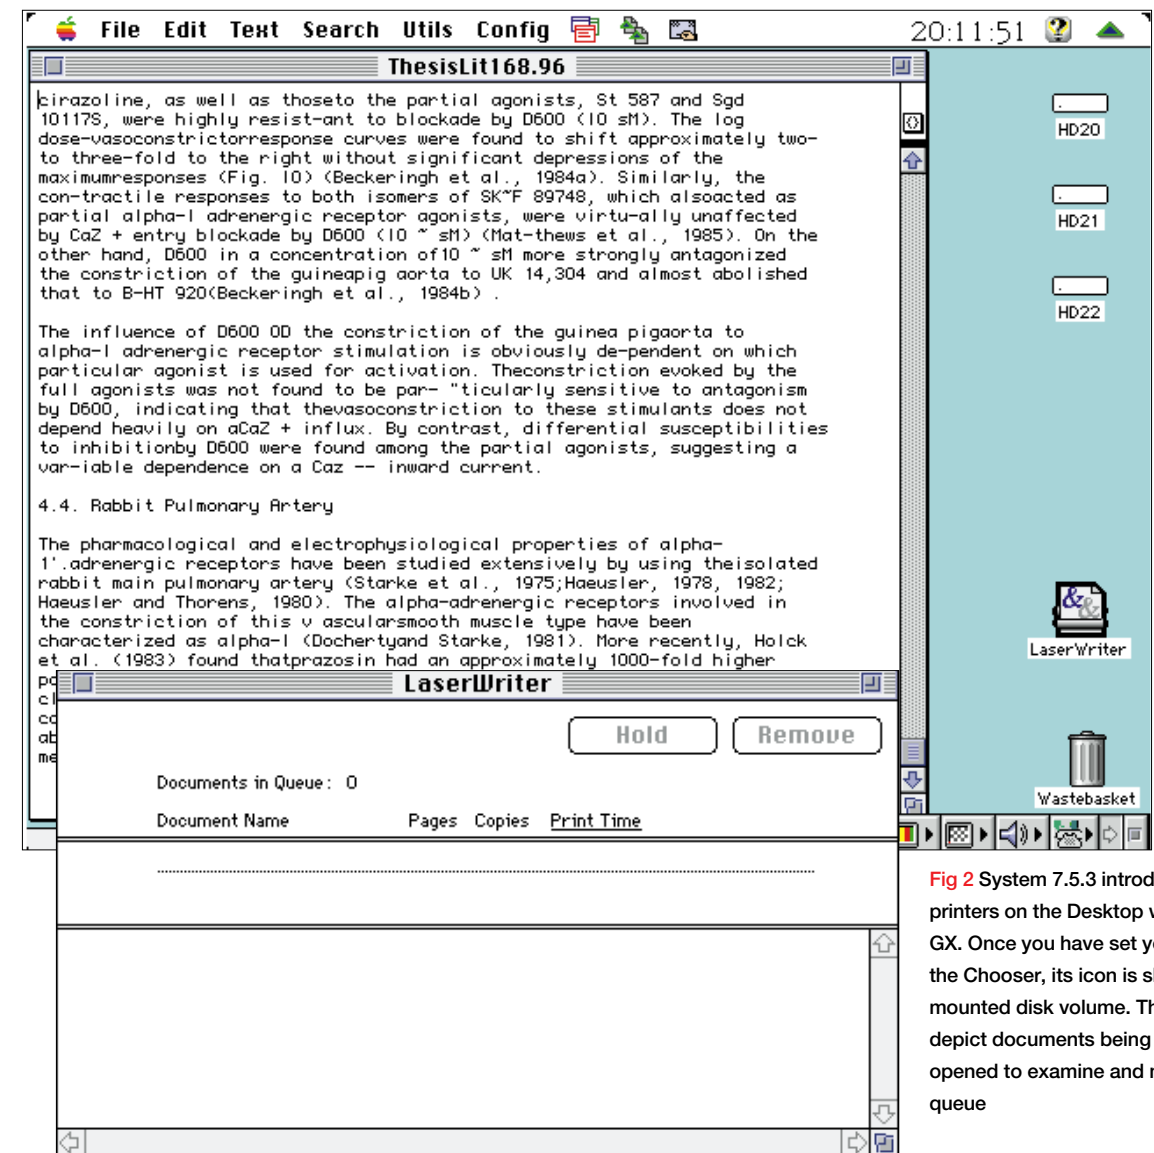 File Edit Text Search Utils Config 20:11:51
ThesisLit168.96
cirazoline, as well as thoseto the partial agonists, St 587 and Sgd
10117S, were highly resist-ant to blockade by D600 (IO sM). The log
dose-vasoconstrictorresponse curves were found to shift approximately two-
to three-fold to the right without significant depressions of the
maximumresponses (Fig. IO) (Beckeringh et al., 1984a). Similarly, the
con-tractile responses to both isomers of SK~F 89748, which alsoacted as
partial alpha-l adrenergic receptor agonists, were virtu-ally unaffected
by CaZ + entry blockade by D600 (IO ~ sM) (Mat-thews et al., 1985). On the
other hand, D600 in a concentration of10 ~ sM more strongly antagonized
the constriction of the guineapig aorta to UK 14,304 and almost abolished
that to B-HT 920(Beckeringh et al., 1984b) .
The influence of D600 OD the constriction of the guinea pigaorta to
alpha-l adrenergic receptor stimulation is obviously de-pendent on which
particular agonist is used for activation. Theconstriction evoked by the
full agonists was not found to be par- "ticularly sensitive to antagonism
by D600, indicating that thevasoconstriction to these stimulants does not
depend heavily on aCaZ + influx. By contrast, differential susceptibilities
to inhibitionby D600 were found among the partial agonists, suggesting a
var-iable dependence on a Caz -- inward current.
4.4. Rabbit Pulmonary Artery
The pharmacological and electrophysiological properties of alpha-
1'.adrenergic receptors have been studied extensively by using theisolated
rabbit main pulmonary artery (Starke et al., 1975;Haeusler, 1978, 1982;
Haeusler and Thorens, 1980). The alpha-adrenergic receptors involved in
the constriction of this v ascularsmooth muscle type have been
characterized as alpha-l (Dochertyand Starke, 1981). More recently, Holck
et al. (1983) found thatprazosin had an approximately 1000-fold higher
po
cl
co
ab
me
HD20
HD21
HD22
LaserWriter
Wastebasket
LaserWriter
Hold Remove
Documents in Queue: 0
Document Name Pages Copies Print Time
Fig 2 System 7.5.3 introd
printers on the Desktop w
GX. Once you have set yo
the Chooser, its icon is sh
mounted disk volume. Th
depict documents being
opened to examine and
queue